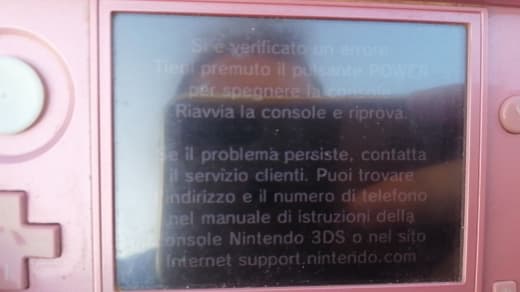 Si è verificato un errore.
Tieni premuto il pulsante POWER
per spegnere la console.
Riavvia la console e riprova.
Se il problema persiste, contatta
il servizio clienti. Puoi trovare
indirizzo e il numero di telefono
nel manuale di istruzioni della
console Nintendo 3DS o nel sito
Internet support.nintendo.com